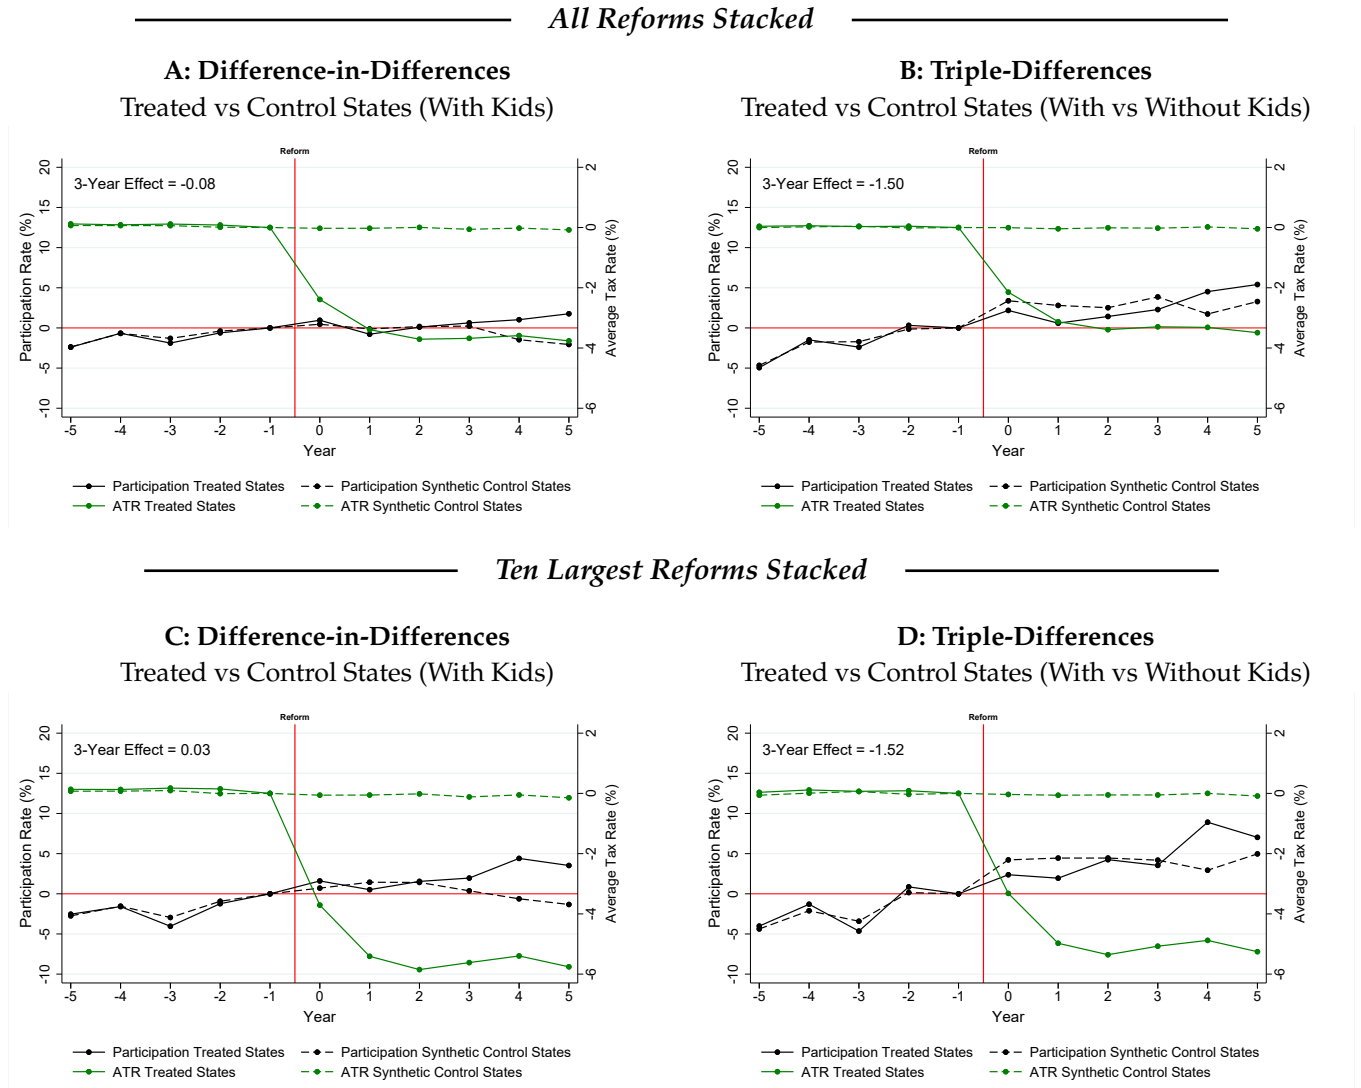 All Reforms Stacked
A: Difference-in-Differences
Treated vs Control States (With Kids)
Reform
3-Year Effect = -0.08
Participation Rate (%)
20
15
10
5
0
-5
-10
Average Tax Rate (%)
2
0
-2
-4
-6
-5 -4 -3 -2 -1 0 1 2 3 4 5
Year
Participation Treated States
Participation Synthetic Control States
ATR Treated States
ATR Synthetic Control States
B: Triple-Differences
Treated vs Control States (With vs Without Kids)
Reform
3-Year Effect = -1.50
Participation Rate (%)
20
15
10
5
0
-5
-10
Average Tax Rate (%)
2
0
-2
-4
-6
-5 -4 -3 -2 -1 0 1 2 3 4 5
Year
Participation Treated States
Participation Synthetic Control States
ATR Treated States
ATR Synthetic Control States
Ten Largest Reforms Stacked
C: Difference-in-Differences
Treated vs Control States (With Kids)
Reform
3-Year Effect = 0.03
Participation Rate (%)
20
15
10
5
0
-5
-10
Average Tax Rate (%)
2
0
-2
-4
-6
-5 -4 -3 -2 -1 0 1 2 3 4 5
Year
Participation Treated States
Participation Synthetic Control States
ATR Treated States
ATR Synthetic Control States
D: Triple-Differences
Treated vs Control States (With vs Without Kids)
Reform
3-Year Effect = -1.52
Participation Rate (%)
20
15
10
5
0
-5
-10
Average Tax Rate (%)
2
0
-2
-4
-6
-5 -4 -3 -2 -1 0 1 2 3 4 5
Year
Participation Treated States
Participation Synthetic Control States
ATR Treated States
ATR Synthetic Control States